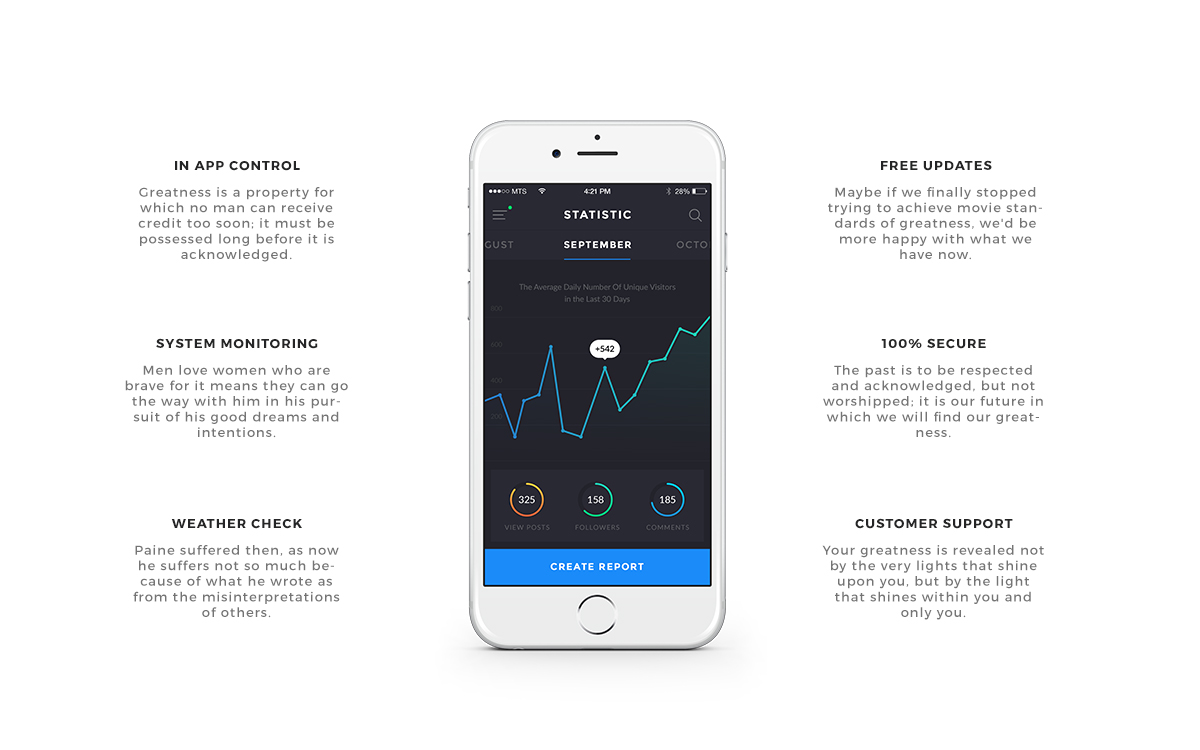 IN APP CONTROL
Greatness is a property for
which no man can receive
credit too soon; it must be
possessed long before it is
acknowledged.
SYSTEM MONITORING
Men love women who are
brave for it means they can go
the way with him in his pur-
suit of his good dreams and
intentions.
WEATHER CHECK
Paine suffered then, as now
he suffers not so much be-
cause of what he wrote as
from the misinterpretations
of others.
MTS 4:21 PM 28%
STATISTIC
GUST SEPTEMBER OCTO
The Average Daily Number Of Unique Visitors
in the Last 30 Days
800
600
+542
400
200
325 158 185
VIEW POSTS FOLLOWERS COMMENTS
CREATE REPORT
FREE UPDATES
Maybe if we finally stopped
trying to achieve movie stan-
dards of greatness, we'd be
more happy with what we
have now.
100% SECURE
The past is to be respected
and acknowledged, but not
worshipped; it is our future in
which we will find our great-
ness.
CUSTOMER SUPPORT
Your greatness is revealed not
by the very lights that shine
upon you, but by the light
that shines within you and
only you.